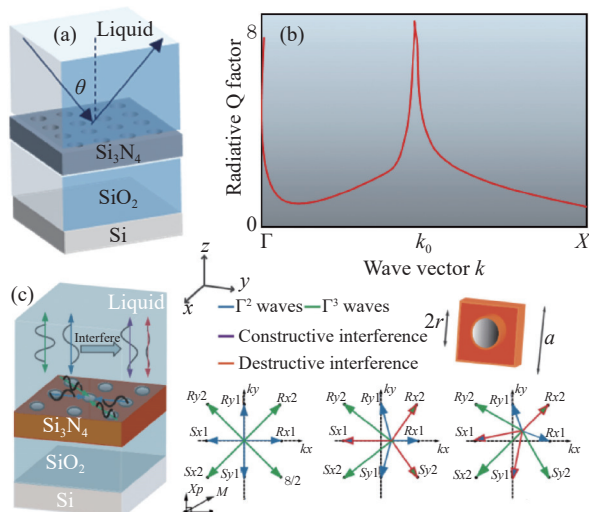 (a)
Liquid
θ
Si₃N₄
SiO₂
Si
(b)
Radiative Q factor
8
0
Γ
k₀
X
Wave vector k
z
y
x
(c)
Liquid
Interfere
Si₃N₄
SiO₂
Si
Γ² waves
Γ³ waves
Constructive interference
Destructive interference
2r
a
ky
Ry2
Ry1
Rx2
Sx1
Rx1
kx
Sx2
Sy1
8/2
Xp
M
ky
Ry2
Ry1
Rx2
Sx1
Rx1
kx
Sx2
Sy1
Sy2
ky
Ry2
Ry1
Rx2
Sx1
Rx1
kx
Sx2
Sy1
Sy2